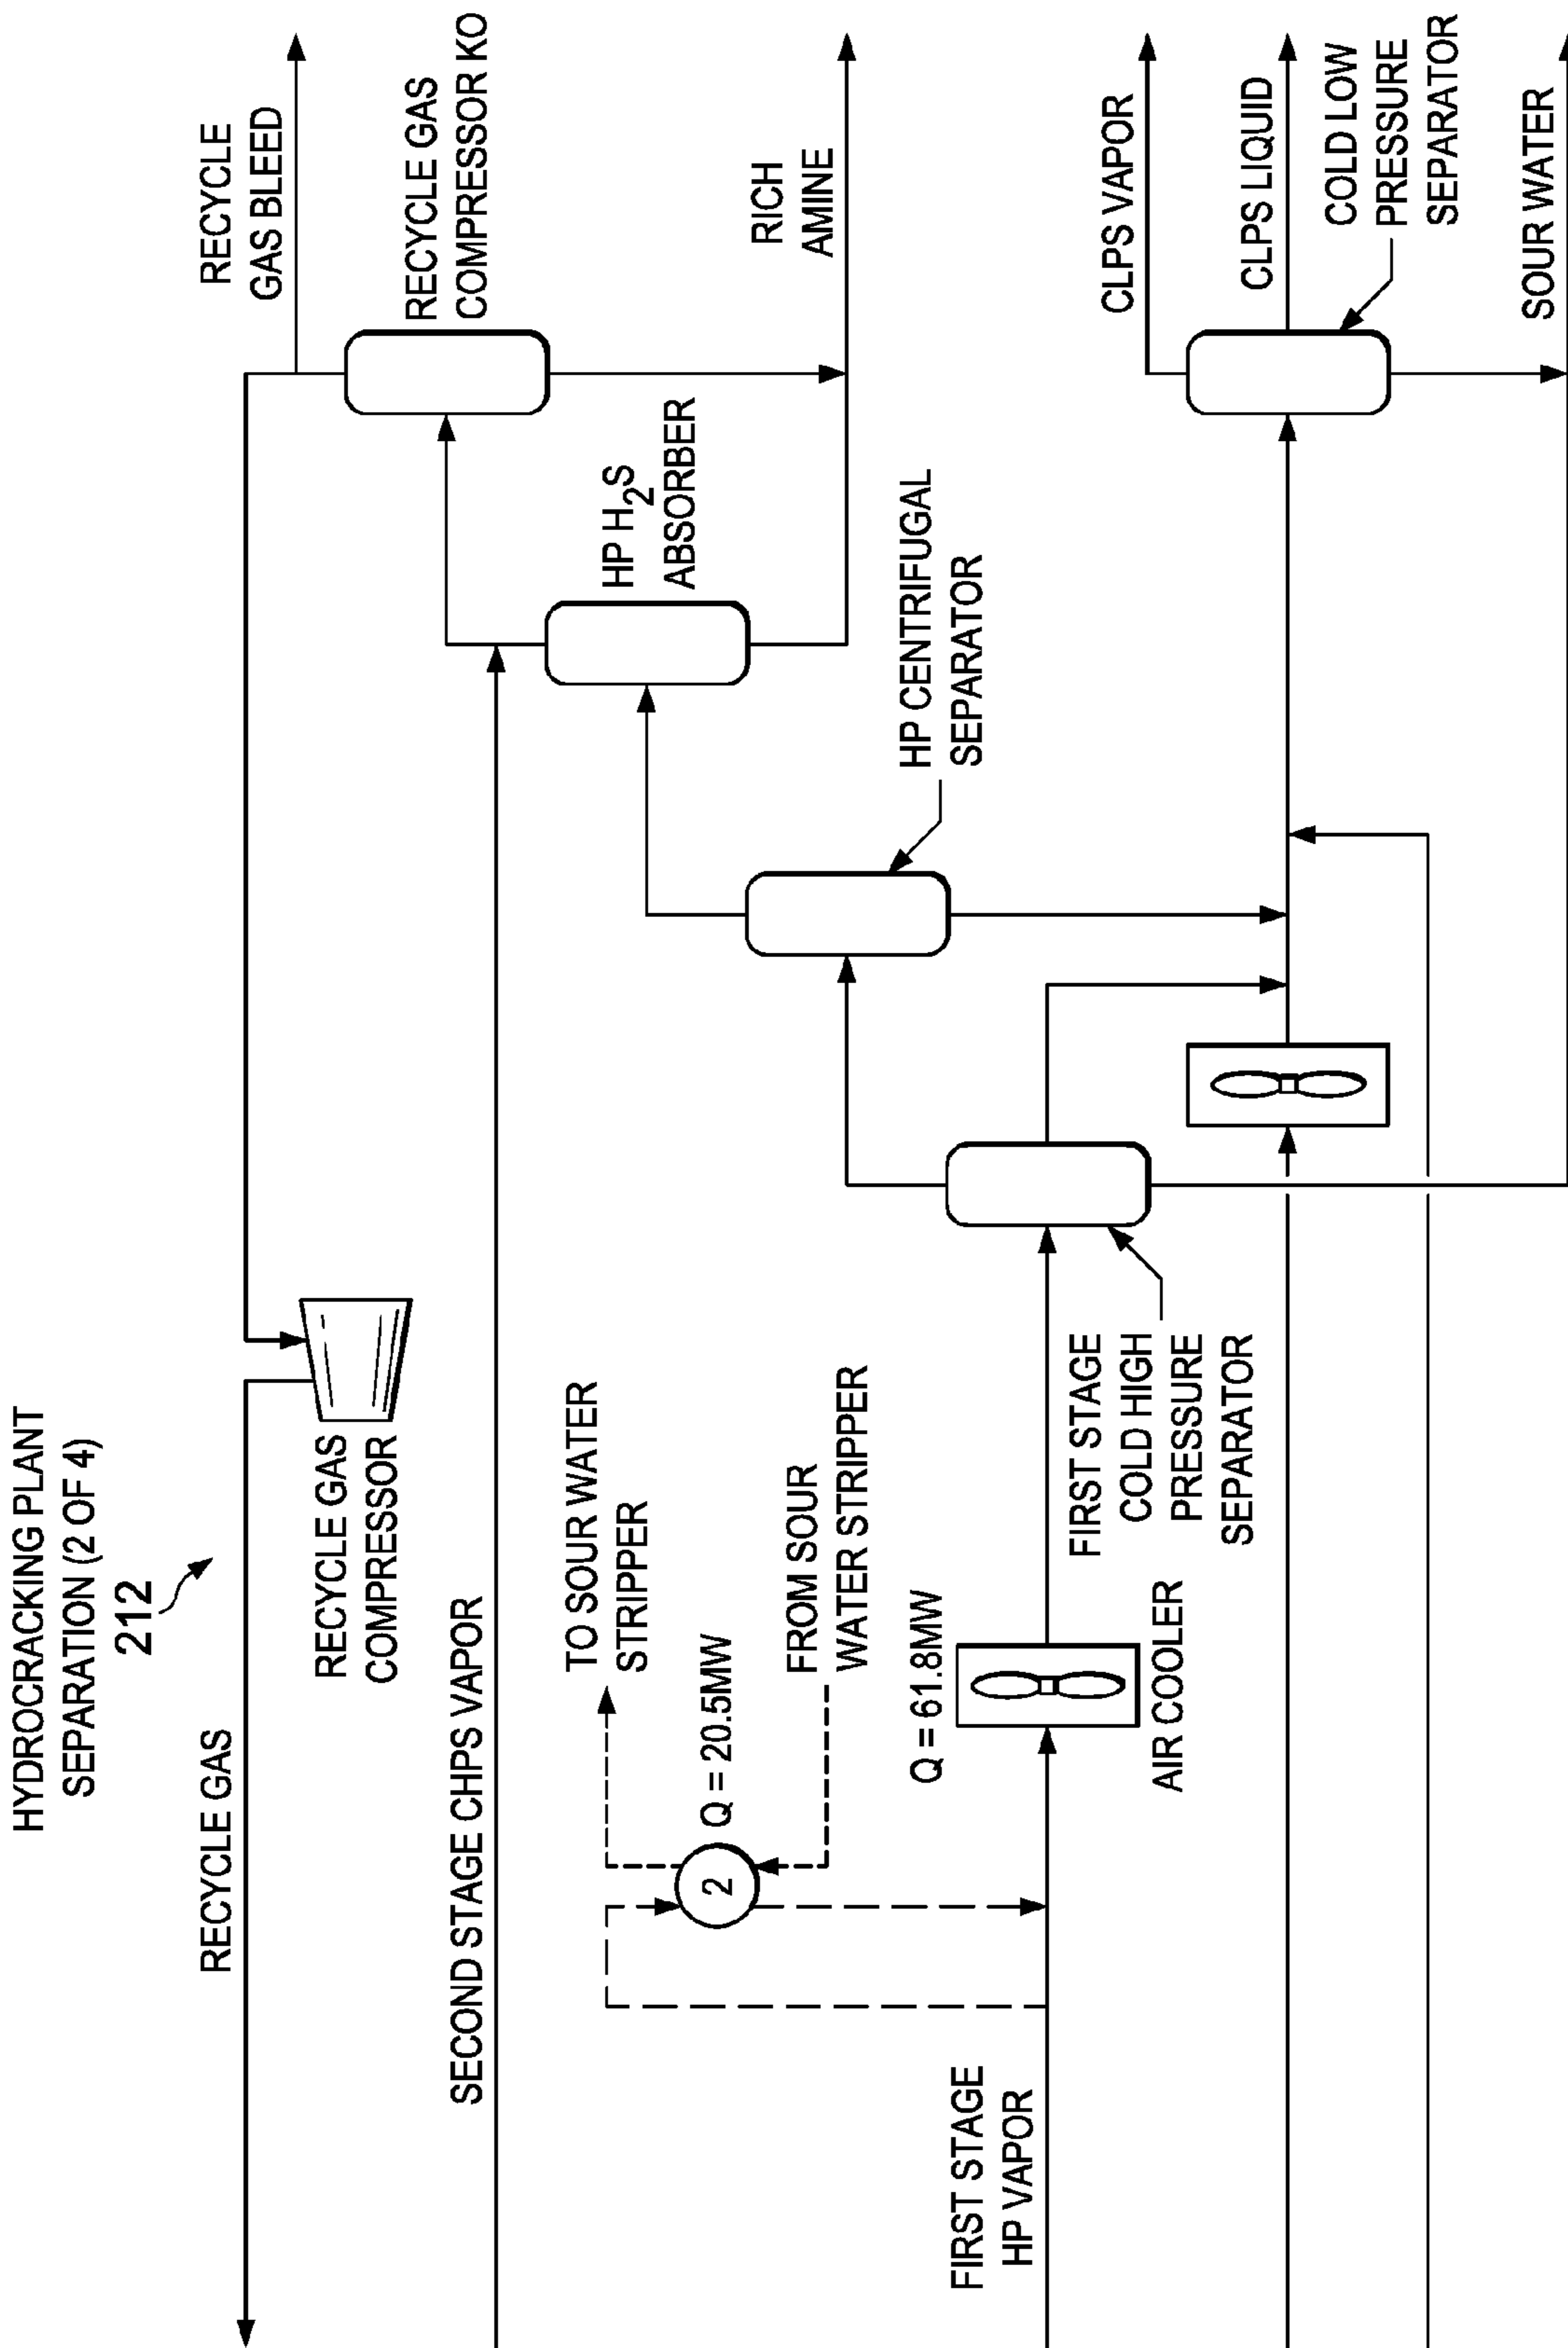 HYDROCRACKING PLANT
SEPARATION (2 OF 4)
212
RECYCLE GAS
RECYCLE GAS
COMPRESSOR
RECYCLE
GAS BLEED
RECYCLE GAS
COMPRESSOR KO
SECOND STAGE CHPS VAPOR
TO SOUR WATER
STRIPPER
2
Q = 20.5MW
FROM SOUR
WATER STRIPPER
HP H2S
ABSORBER
RICH
AMINE
HP CENTRIFUGAL
SEPARATOR
FIRST STAGE
HP VAPOR
Q = 61.8MW
AIR COOLER
FIRST STAGE
COLD HIGH
PRESSURE
SEPARATOR
CLPS VAPOR
CLPS LIQUID
COLD LOW
PRESSURE
SEPARATOR
SOUR WATER